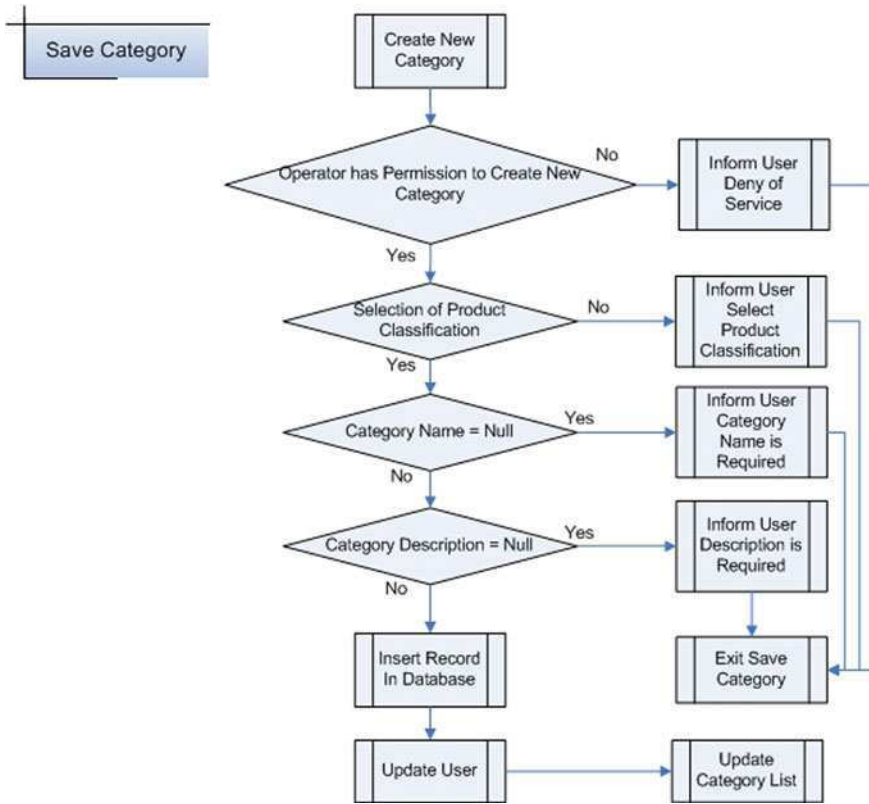 Save Category
Create New
Category
Operator has Permission to Create New
Category
No
Inform User
Deny of
Service
Yes
Selection of Product
Classification
No
Inform User
Select
Product
Classification
Yes
Category Name = Null
Yes
Inform User
Category
Name is
Required
No
Category Description = Null
Yes
Inform User
Description is
Required
No
Insert Record
In Database
Exit Save
Category
Update User
Update
Category List